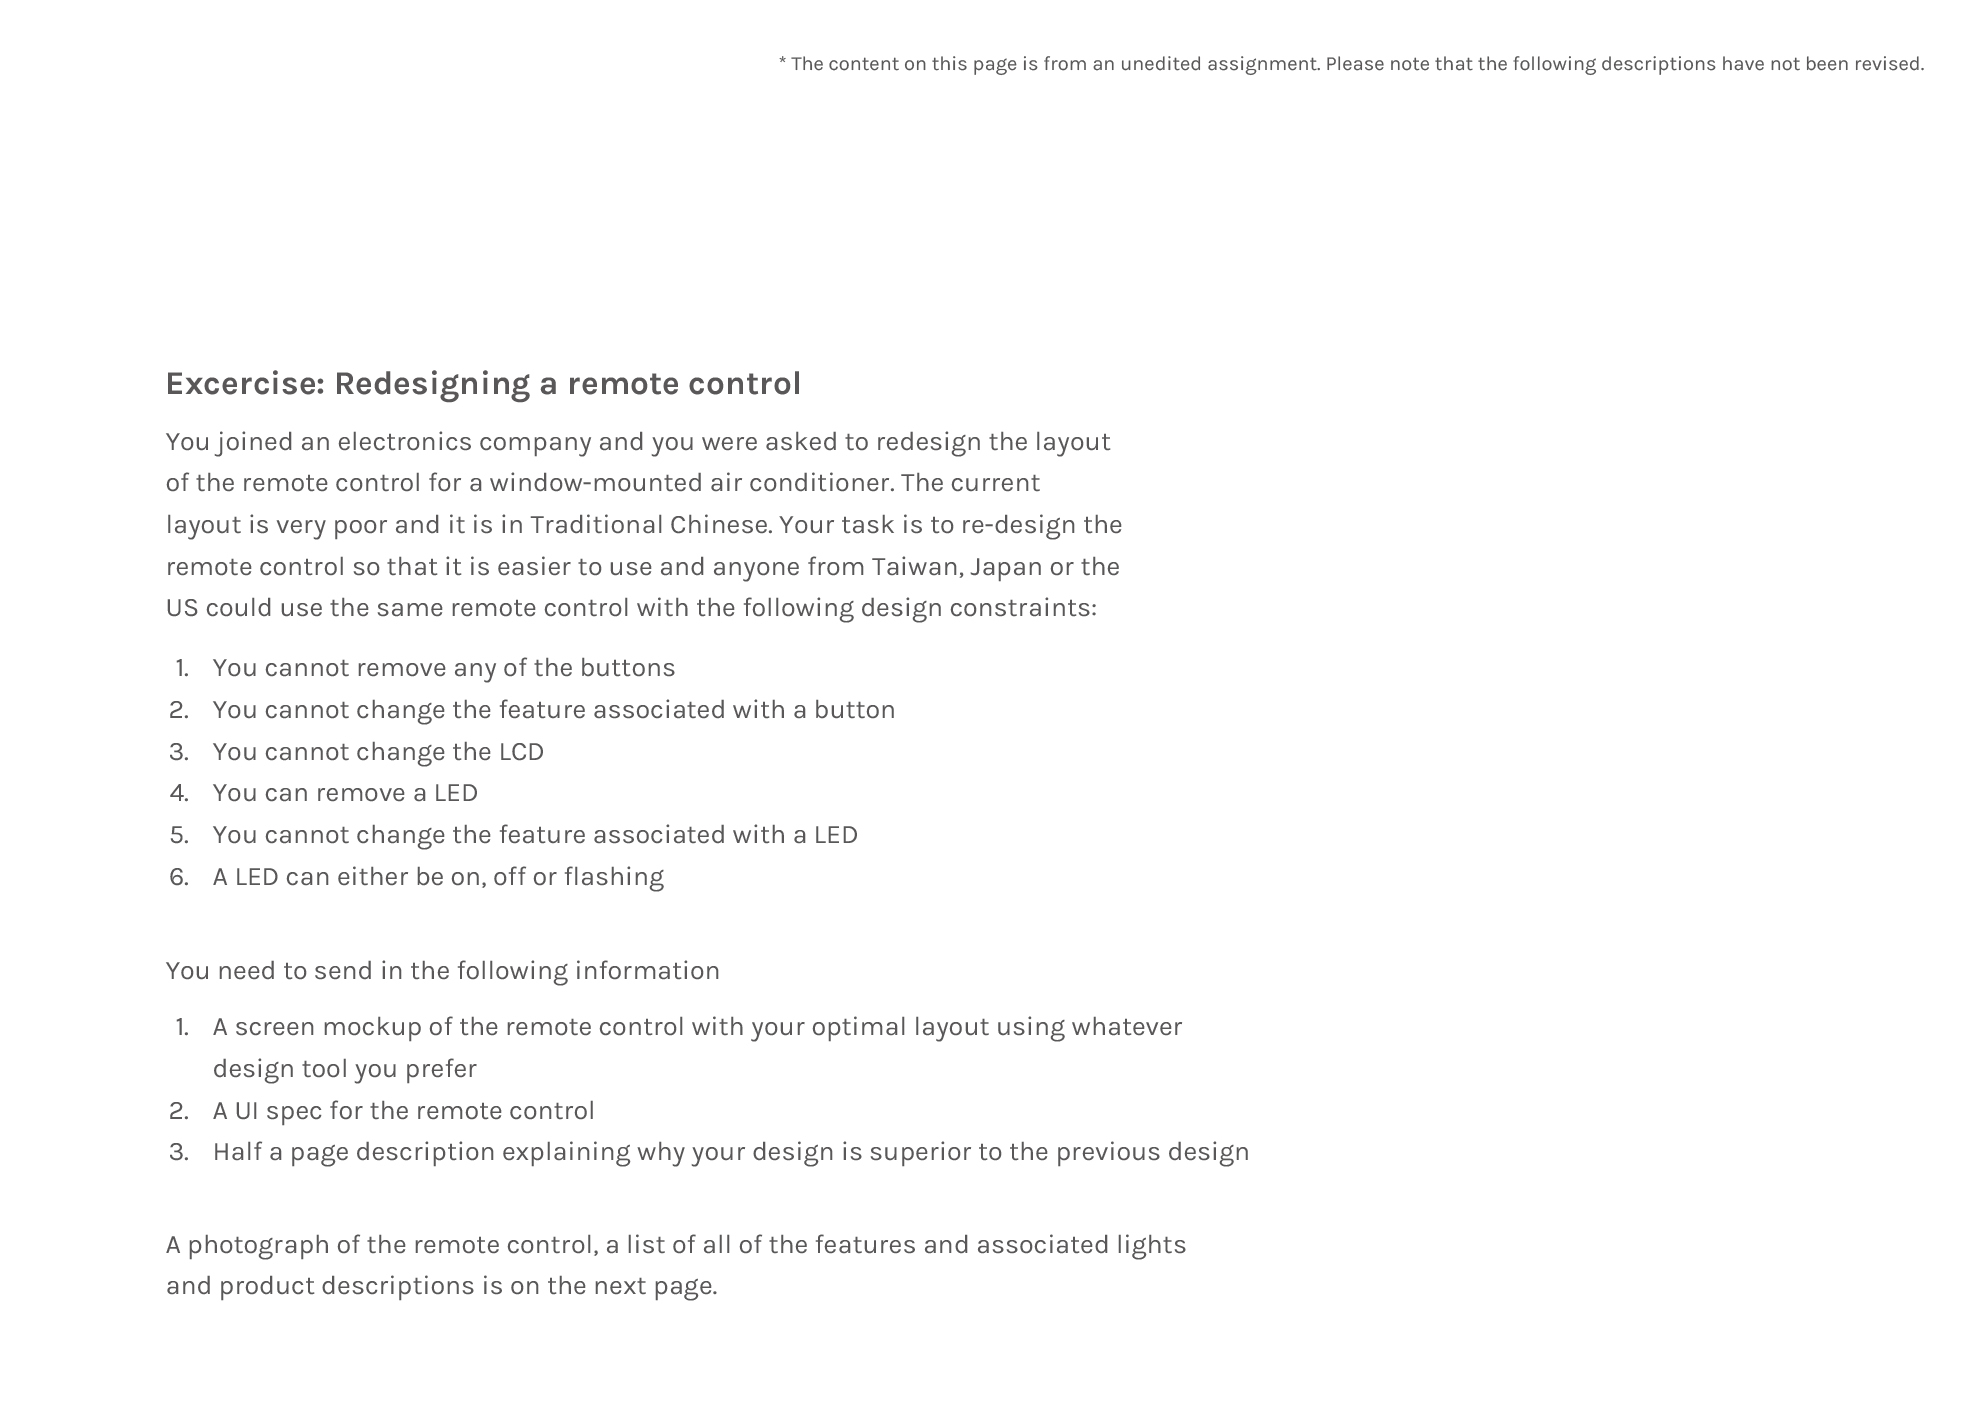 * The content on this page is from an unedited assignment. Please note that the following descriptions have not been revised.
Excercise: Redesigning a remote control
You joined an electronics company and you were asked to redesign the layout
of the remote control for a window-mounted air conditioner. The current
layout is very poor and it is in Traditional Chinese. Your task is to re-design the
remote control so that it is easier to use and anyone from Taiwan, Japan or the
US could use the same remote control with the following design constraints:
1. You cannot remove any of the buttons
2. You cannot change the feature associated with a button
3. You cannot change the LCD
4. You can remove a LED
5. You cannot change the feature associated with a LED
6. A LED can either be on, off or flashing
You need to send in the following information
1. A screen mockup of the remote control with your optimal layout using whatever
design tool you prefer
2. A UI spec for the remote control
3. Half a page description explaining why your design is superior to the previous design
A photograph of the remote control, a list of all of the features and associated lights
and product descriptions is on the next page.